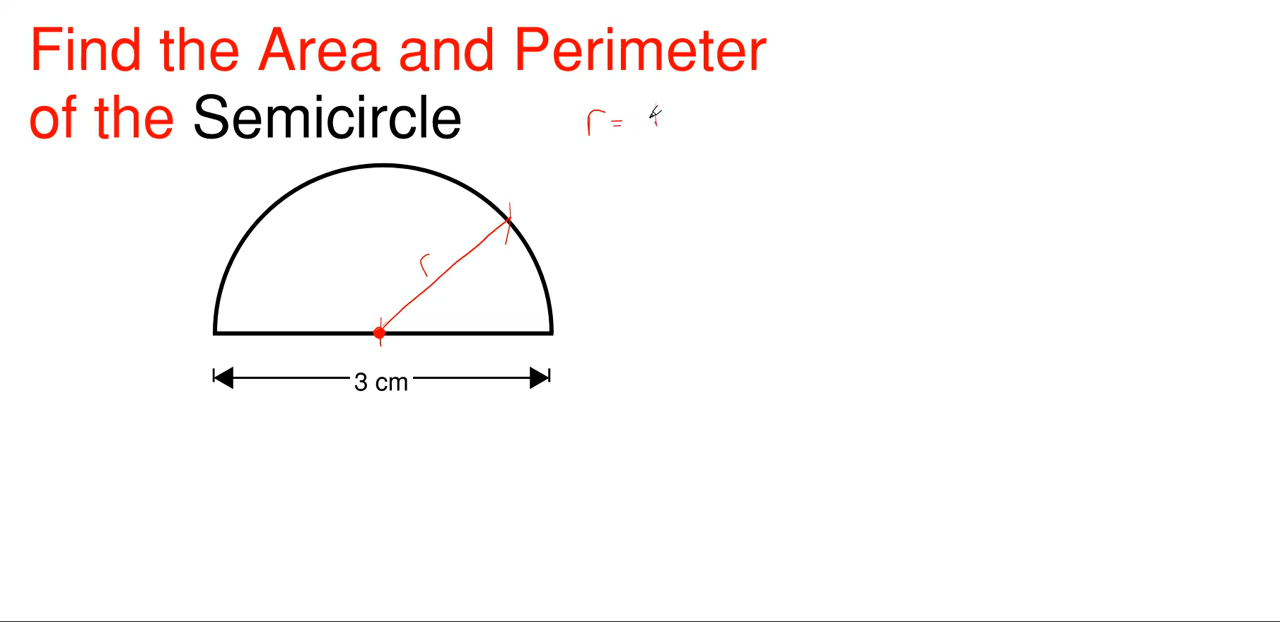 Find the Area and Perimeter
of the Semicircle
r =
r
3 cm